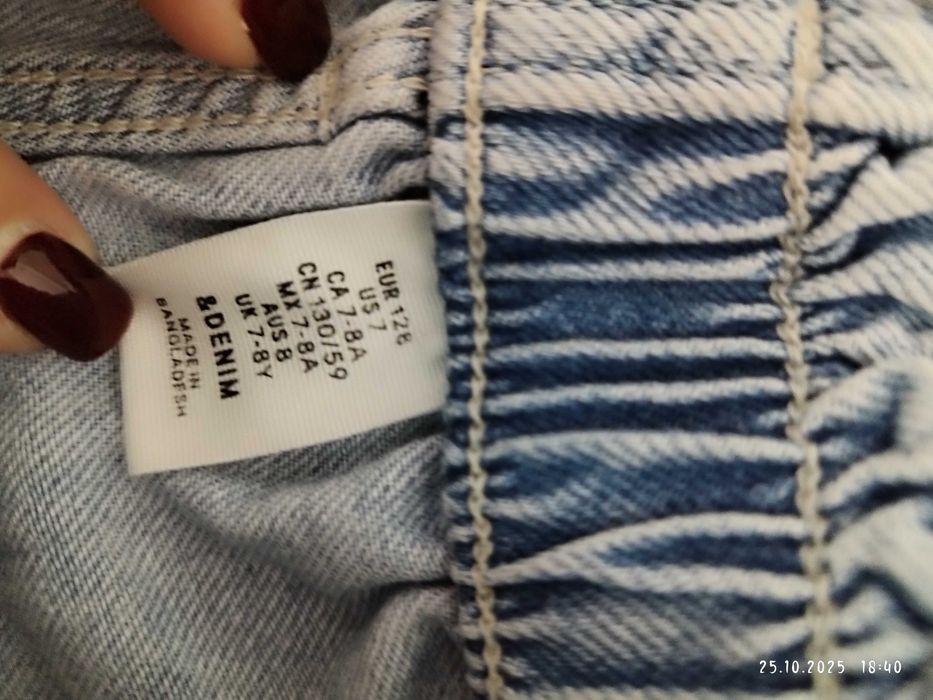 EUR 128
US 7
CA 7-8A
CN 130/59
MX 7-8A
AUS 8
UK 7-8Y
&DENIM
MADE IN
BANGLADESH
25.10.2025 18:40